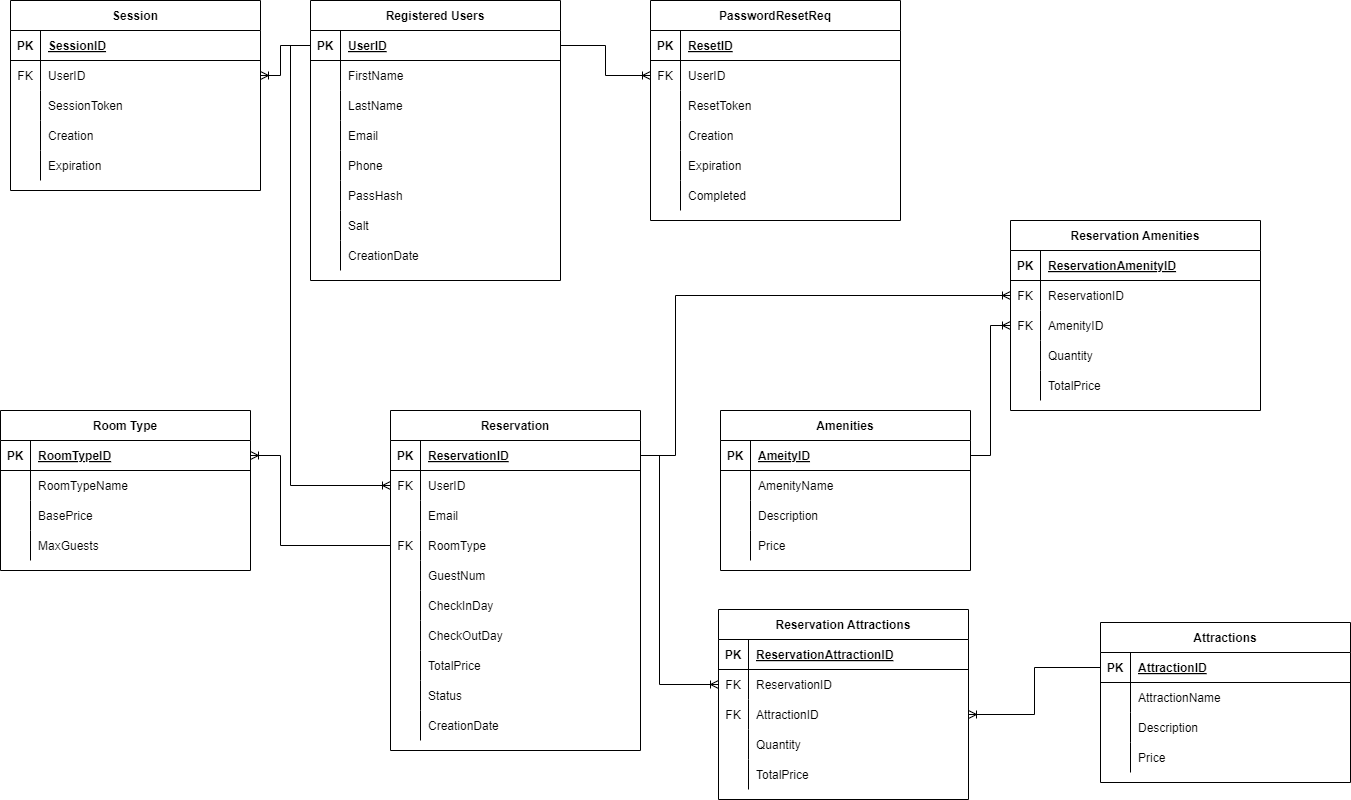 Session
PK SessionID
FK UserID
SessionToken
Creation
Expiration
Registered Users
PK UserID
FirstName
LastName
Email
Phone
PassHash
Salt
CreationDate
PasswordResetReq
PK ResetID
FK UserID
ResetToken
Creation
Expiration
Completed
Reservation Amenities
PK ReservationAmenityID
FK ReservationID
FK AmenityID
Quantity
TotalPrice
Room Type
PK RoomTypeID
RoomTypeName
BasePrice
MaxGuests
Reservation
PK ReservationID
FK UserID
Email
FK RoomType
GuestNum
CheckInDay
CheckOutDay
TotalPrice
Status
CreationDate
Amenities
PK AmeityID
AmenityName
Description
Price
Reservation Attractions
PK ReservationAttractionID
FK ReservationID
FK AttractionID
Quantity
TotalPrice
Attractions
PK AttractionID
AttractionName
Description
Price